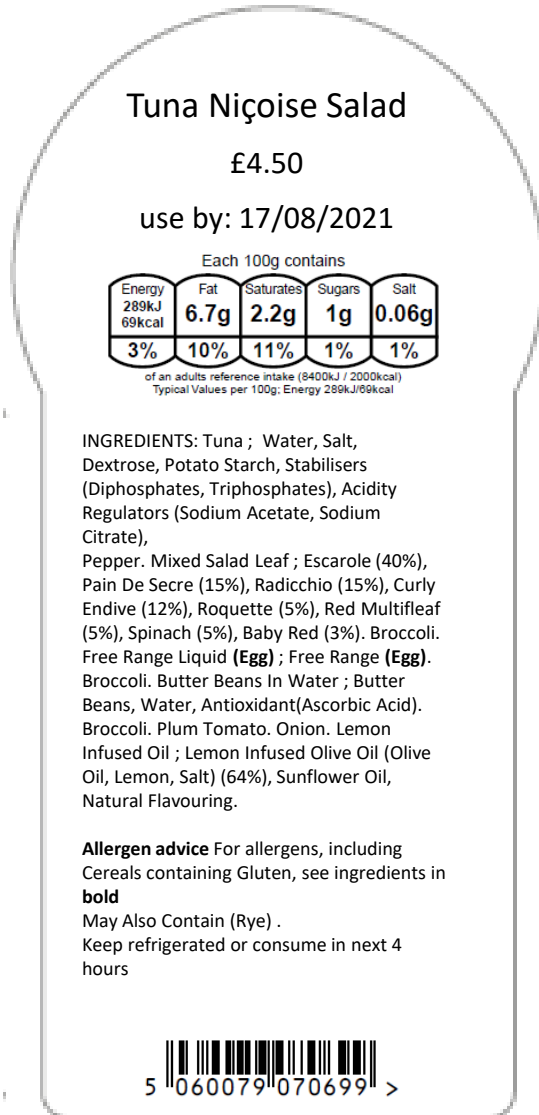 Tuna Niçoise Salad
£4.50
use by: 17/08/2021
Each 100g contains
Energy Fat Saturates Sugars Salt
289kJ 69kcal 6.7g 2.2g 1g 0.06g
3% 10% 11% 1% 1%
of an adults reference intake (8400kJ / 2000kcal)
Typical Values per 100g; Energy 289kJ/69kcal
INGREDIENTS: Tuna ; Water, Salt,
Dextrose, Potato Starch, Stabilisers
(Diphosphates, Triphosphates), Acidity
Regulators (Sodium Acetate, Sodium
Citrate),
Pepper. Mixed Salad Leaf ; Escarole (40%),
Pain De Secre (15%), Radicchio (15%), Curly
Endive (12%), Roquette (5%), Red Multifleaf
(5%), Spinach (5%), Baby Red (3%). Broccoli.
Free Range Liquid (Egg) ; Free Range (Egg).
Broccoli. Butter Beans In Water ; Butter
Beans, Water, Antioxidant(Ascorbic Acid).
Broccoli. Plum Tomato. Onion. Lemon
Infused Oil ; Lemon Infused Olive Oil (Olive
Oil, Lemon, Salt) (64%), Sunflower Oil,
Natural Flavouring.
Allergen advice For allergens, including
Cereals containing Gluten, see ingredients in
bold
May Also Contain (Rye) .
Keep refrigerated or consume in next 4
hours
5 060079 070699 >